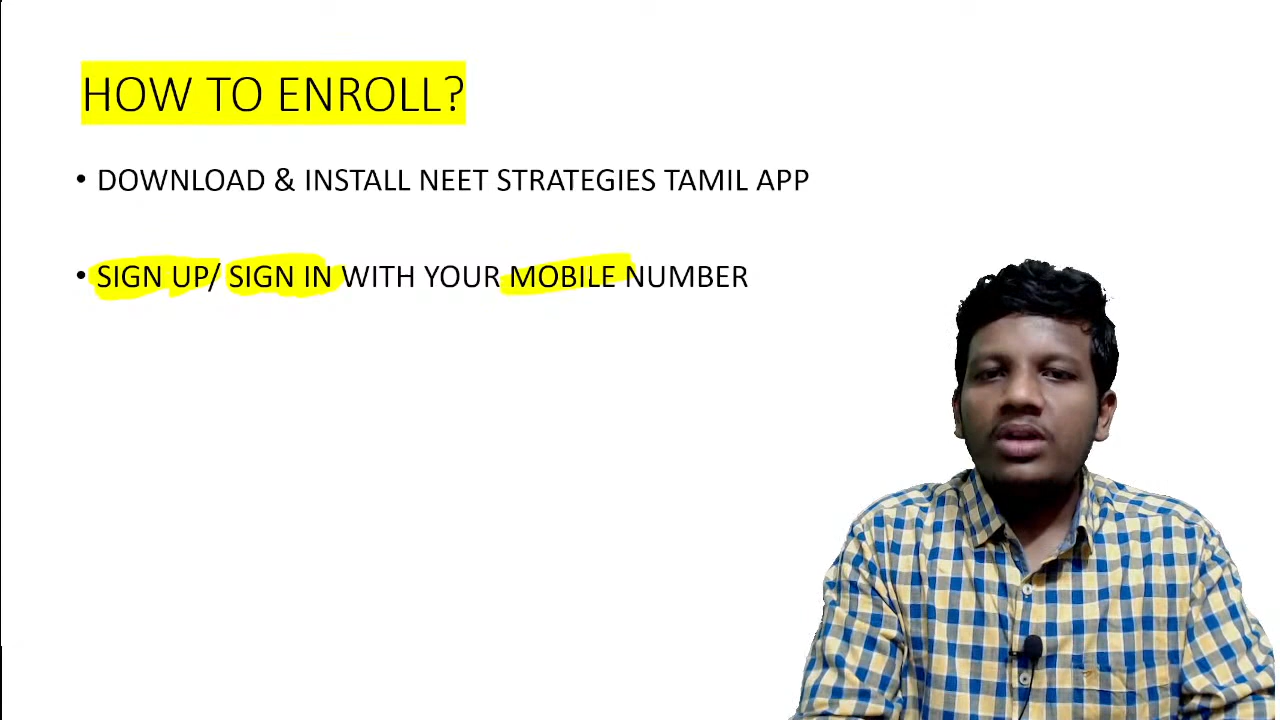 HOW TO ENROLL?
• DOWNLOAD & INSTALL NEET STRATEGIES TAMIL APP
• SIGN UP/ SIGN IN WITH YOUR MOBILE NUMBER